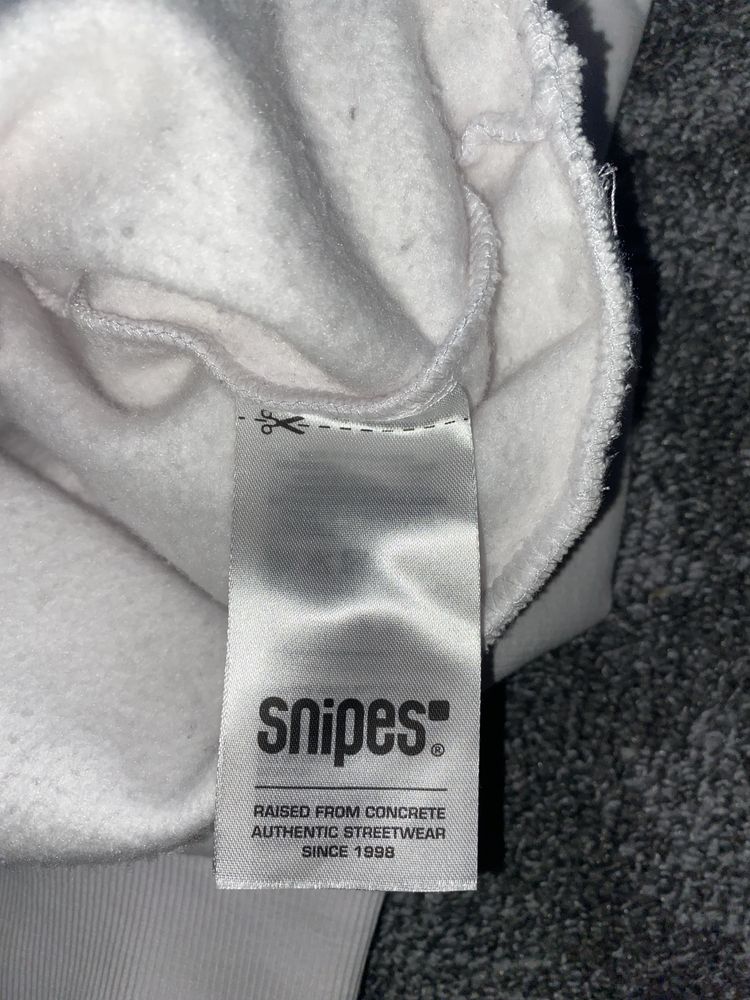 snipes®
RAISED FROM CONCRETE
AUTHENTIC STREETWEAR
SINCE 1998